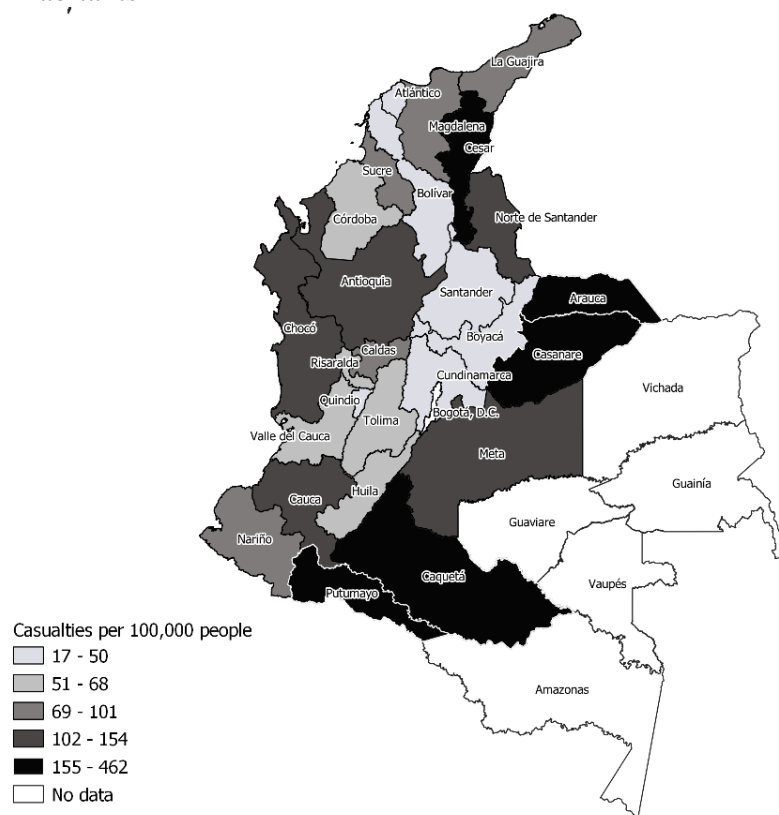 La Guajira
Atlántico
Magdalena
Cesar
Sucre
Bolívar
Córdoba
Norte de Santander
Antioquia
Santander
Arauca
Chocó
Boyacá
Caldas
Casanare
Risaralda
Cundinamarca
Vichada
Quindio
Bogota, D.C.
Tolima
Valle del Cauca
Meta
Guainía
Huila
Cauca
Guaviare
Nariño
Caquetá
Vaupés
Putumayo
Amazonas
Casualties per 100,000 people
17 - 50
51 - 68
69 - 101
102 - 154
155 - 462
No data